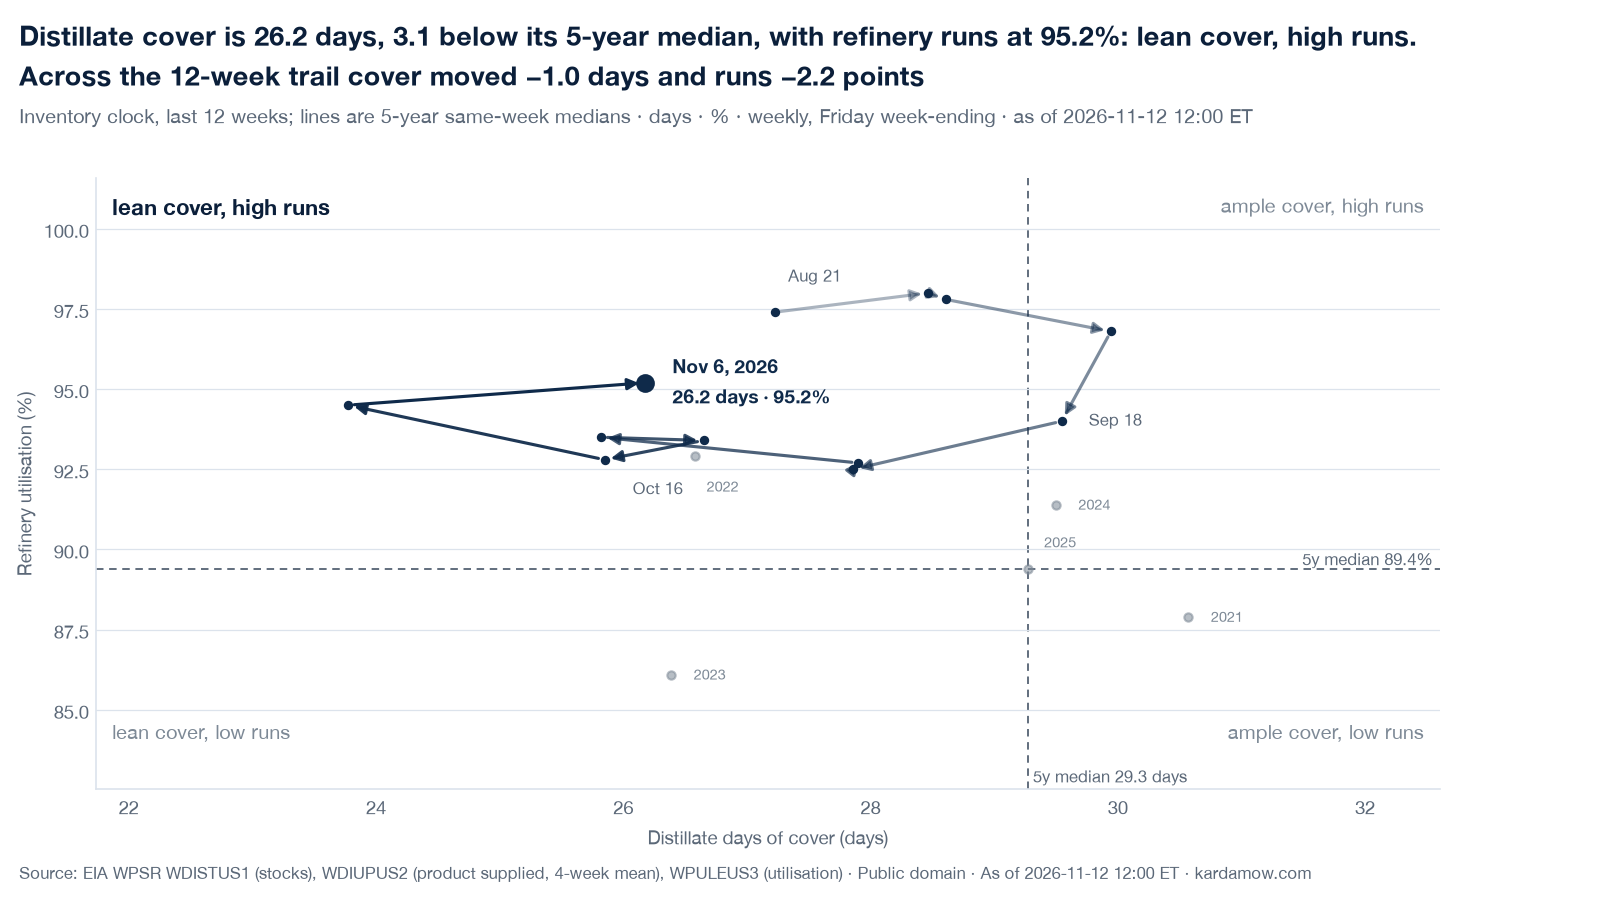 Distillate cover is 26.2 days, 3.1 below its 5-year median, with refinery runs at 95.2%: lean cover, high runs.
Across the 12-week trail cover moved −1.0 days and runs −2.2 points
Inventory clock, last 12 weeks; lines are 5-year same-week medians · days · % · weekly, Friday week-ending · as of 2026-11-12 12:00 ET
lean cover, high runs
ample cover, high runs
100.0
Aug 21
97.5
Nov 6, 2026
95.0
26.2 days · 95.2%
Sep 18
92.5
Oct 16
2022
2024
2025
90.0
5y median 89.4%
87.5
2021
2023
85.0
lean cover, low runs
ample cover, low runs
5y median 29.3 days
Refinery utilisation (%)
22
24
26
28
30
32
Distillate days of cover (days)
Source: EIA WPSR WDISTUS1 (stocks), WDIUPUS2 (product supplied, 4-week mean), WPULEUS3 (utilisation) · Public domain · As of 2026-11-12 12:00 ET · kardamow.com